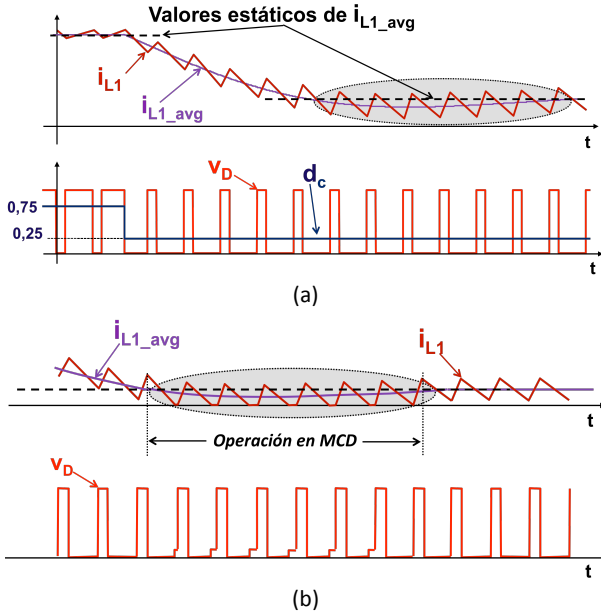 Valores estáticos de iL1_avg
iL1
iL1_avg
t
vD
dc
0,75
0,25
t
(a)
iL1_avg
iL1
t
Operación en MCD
vD
t
(b)